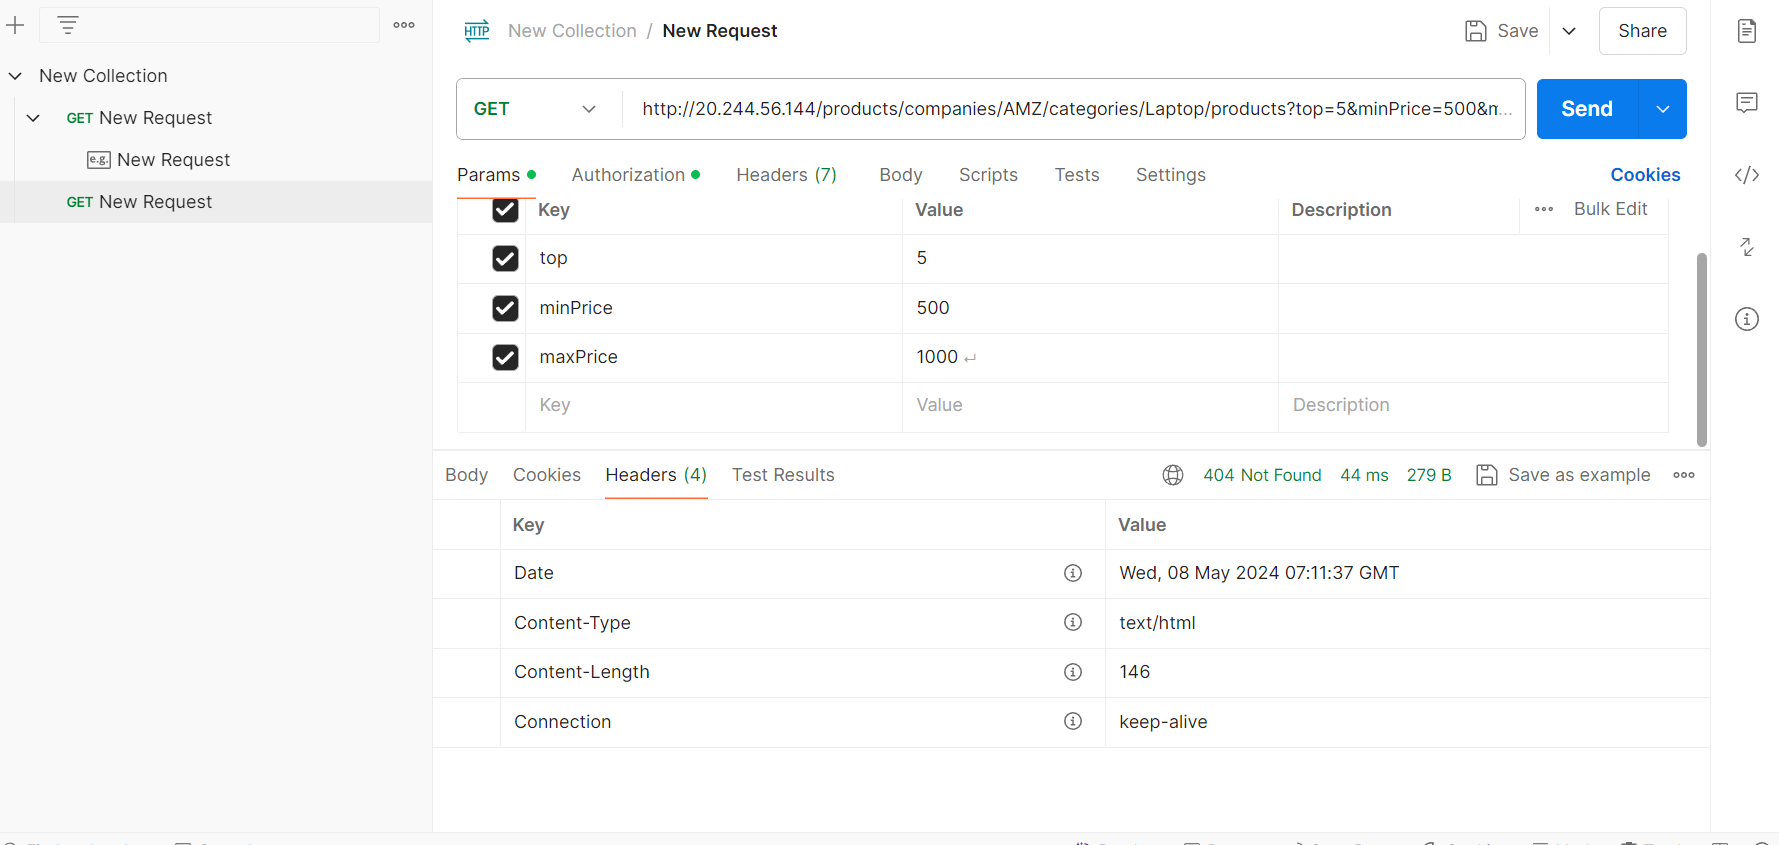 New Collection / New Request
Save
Share
New Collection
GET New Request
e.g. New Request
GET New Request
GET
http://20.244.56.144/products/companies/AMZ/categories/Laptop/products?top=5&minPrice=500&m...
Send
Params
Authorization
Headers (7)
Body
Scripts
Tests
Settings
Cookies
Key
Value
Description
Bulk Edit
top
5
minPrice
500
maxPrice
1000 ↵
Key
Value
Description
Body
Cookies
Headers (4)
Test Results
404 Not Found
44 ms
279 B
Save as example
Key
Value
Date
Wed, 08 May 2024 07:11:37 GMT
Content-Type
text/html
Content-Length
146
Connection
keep-alive